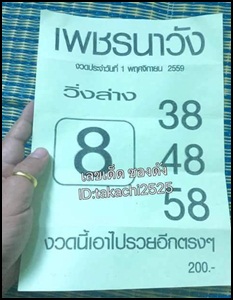 เพชรนาวัง
งวดประจำวันที่ 1 พฤศจิกายน 2559
วิ่งล่าง
38
8
48
เลขเด็ด ซองดัง
ID:takachi2525
58
งวดนี้เอาไปรวยอีกตรงๆ
200.-